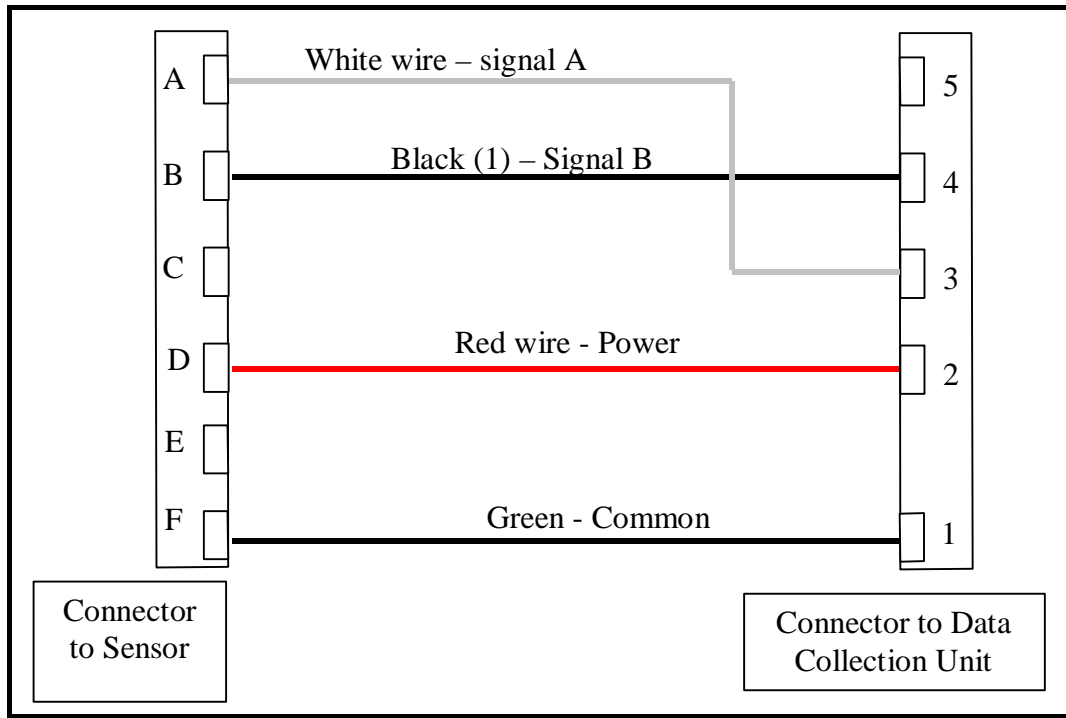 White wire – signal A
A
5
Black (1) – Signal B
B
4
C
3
Red wire - Power
D
2
E
Green - Common
F
1
Connector
to Sensor
Connector to Data
Collection Unit